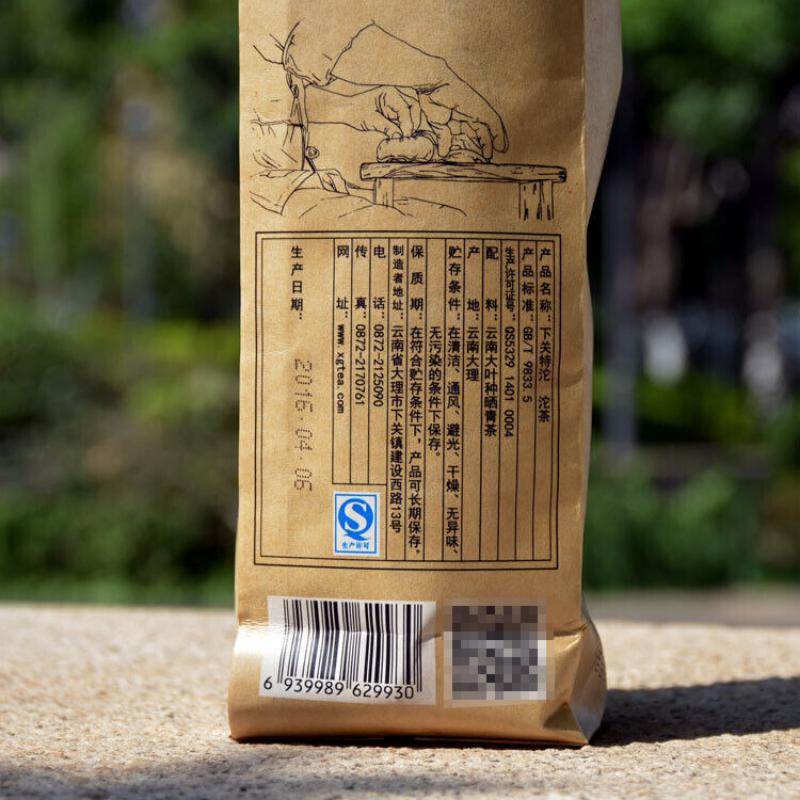 产品名称：下关特沱 沱茶
产品标准：GB/T 9833.5
生产许可证号：QS5329 1401 0004
配 料：云南大叶种晒青茶
产 地：云南大理
贮存条件：在清洁、通风、避光、干燥、无异味、
无污染的条件下保存。
保 质 期：在符合贮存条件下，产品可长期保存。
制造者地址：云南省大理市下关镇建设西路13号
电 话：0872-2125090
传 真：0872-2170761
网 址：www.xgtea.com
生产日期：2016.04.06
生产许可
6 939989 629930